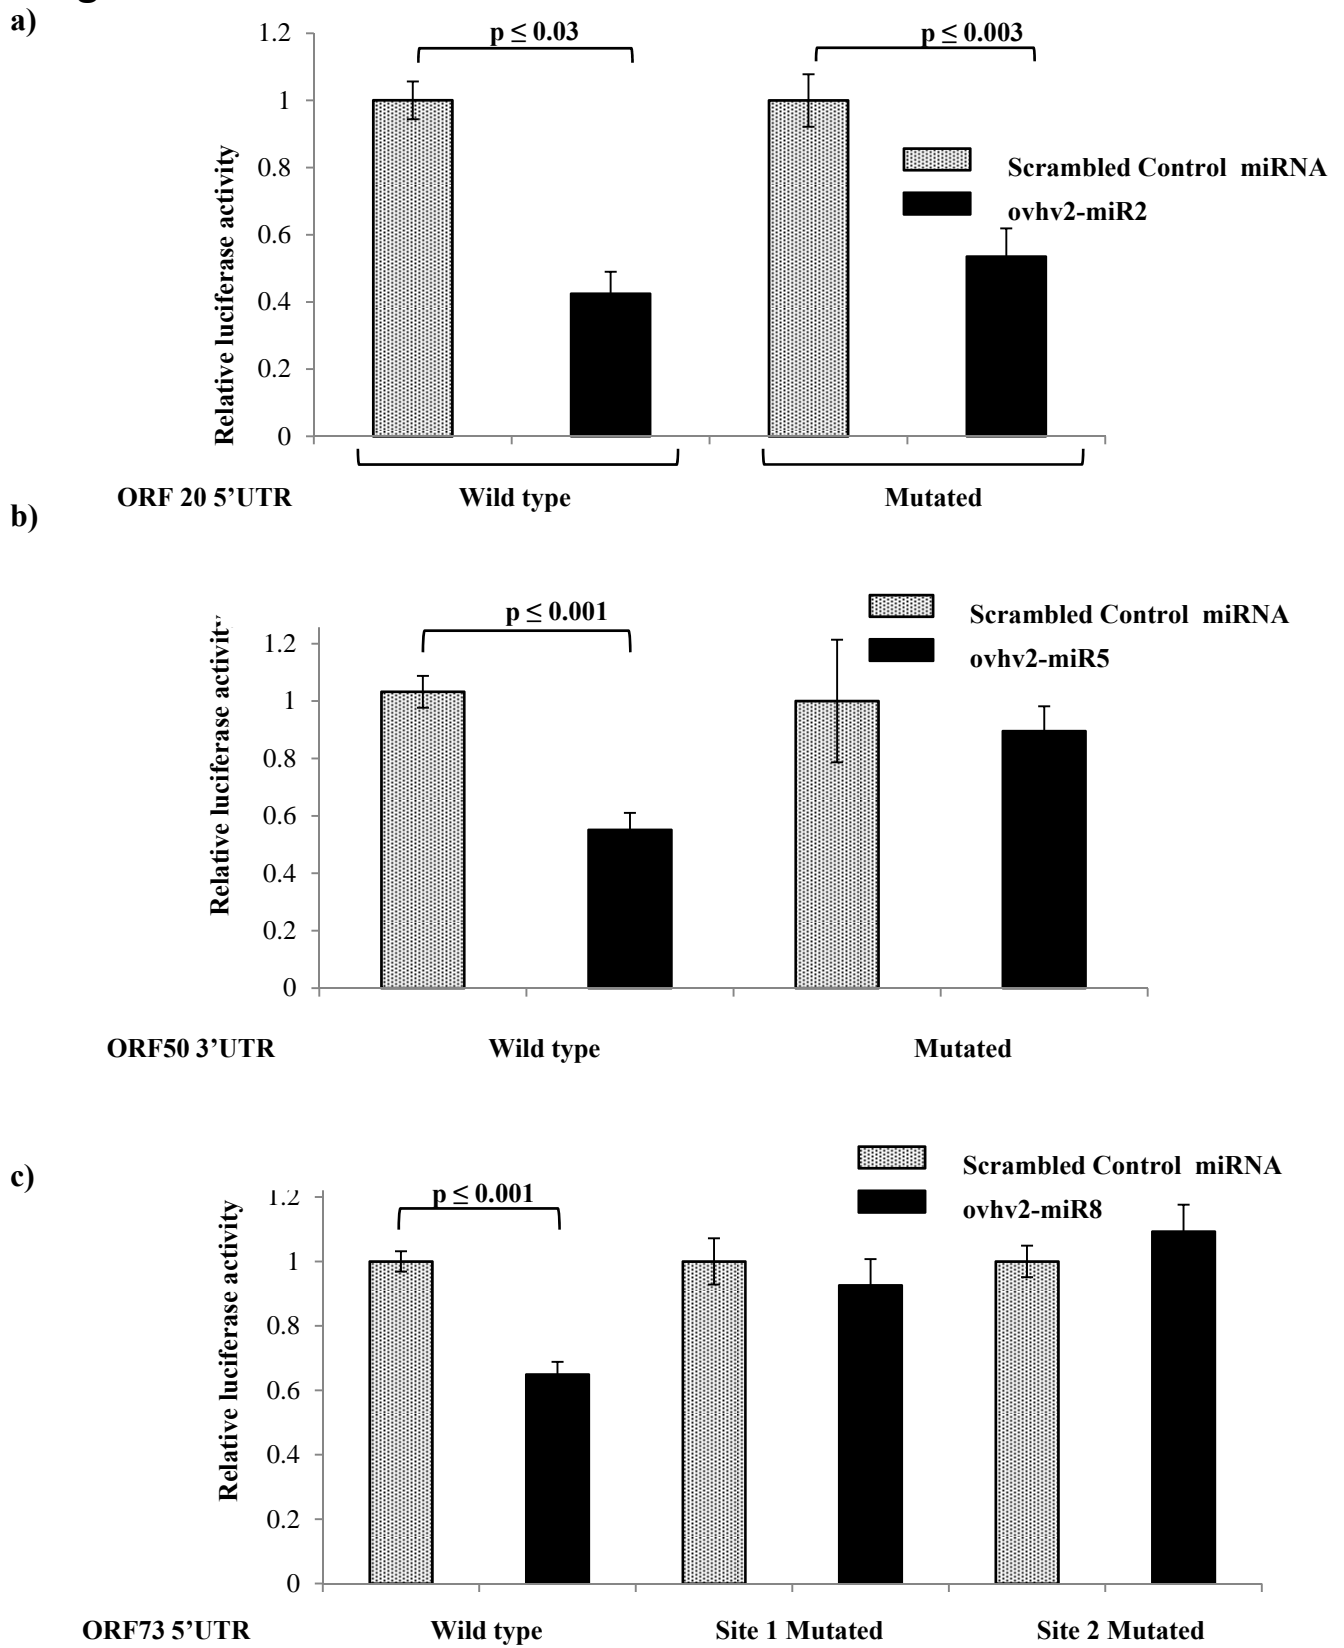 a)
p ≤ 0.03
p ≤ 0.003
1.2
1
0.8
0.6
0.4
0.2
0
Relative luciferase activity
Scrambled Control miRNA
ovhv2-miR2
ORF 20 5’UTR
Wild type
Mutated
b)
p ≤ 0.001
1.2
1
0.8
0.6
0.4
0.2
0
Relative luciferase activity
Scrambled Control miRNA
ovhv2-miR5
ORF50 3’UTR
Wild type
Mutated
c)
p ≤ 0.001
1.2
1
0.8
0.6
0.4
0.2
0
Relative luciferase activity
Scrambled Control miRNA
ovhv2-miR8
ORF73 5’UTR
Wild type
Site 1 Mutated
Site 2 Mutated